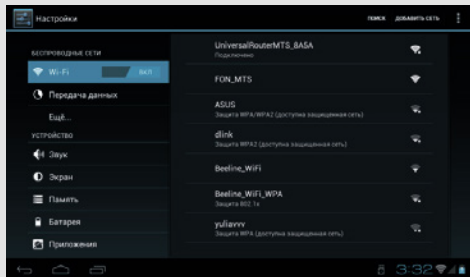 Настройки
ПОИСК
ДОБАВИТЬ СЕТЬ
БЕСПРОВОДНЫЕ СЕТИ
Wi-Fi
ВКЛ
Передача данных
Ещё...
УСТРОЙСТВО
Звук
Экран
Память
Батарея
Приложения
UniversalRouterMTS_8A5A
Подключено
FON_MTS
ASUS
Защита WPA/WPA2 (доступна защищенная сеть)
dlink
Защита WPA2 (доступна защищенная сеть)
Beeline_WiFi
Beeline_WiFi_WPA
Защита 802.1x
yuliavvv
Защита WPA (доступна защищенная сеть)
3:32